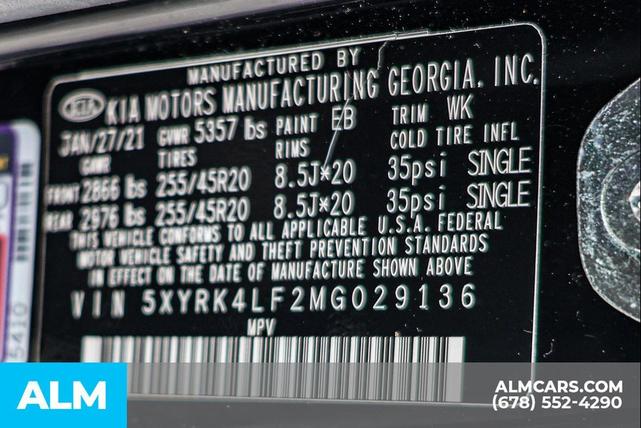 MANUFACTURED BY
KIA KIA MOTORS MANUFACTURING GEORGIA, INC.
JAN/27/21 GVWR 5357 lbs PAINT EB TRIM WK
GAWR TIRES RIMS COLD TIRE INFL
FRONT 2866 lbs 255/45R20 8.5J*20 35psi SINGLE
REAR 2976 lbs 255/45R20 8.5J*20 35psi SINGLE
THIS VEHICLE CONFORMS TO ALL APPLICABLE U.S.A. FEDERAL
MOTOR VEHICLE SAFETY AND THEFT PREVENTION STANDARDS
IN EFFECT ON THE DATE OF MANUFACTURE SHOWN ABOVE
VIN 5XYRK4LF2MG029136
MPV
ALM
ALMCARS.COM
(678) 552-4290